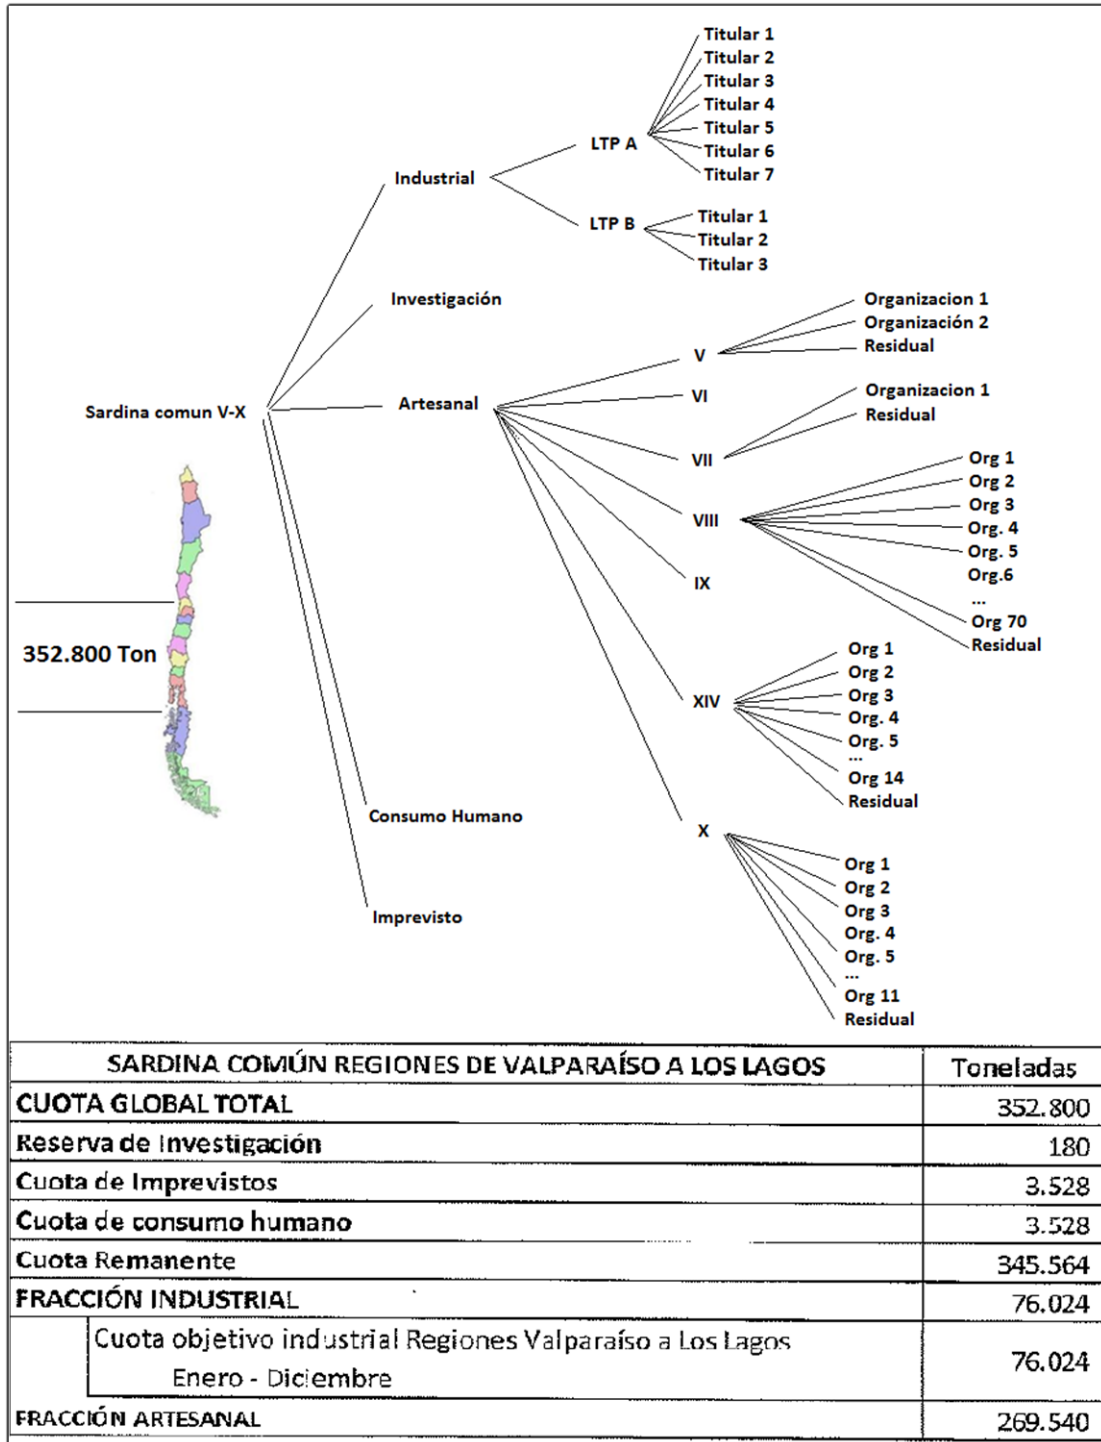 Titular 1
Titular 2
Titular 3
Titular 4
Titular 5
Titular 6
Titular 7
LTP A
Industrial
LTP B
Titular 1
Titular 2
Titular 3
Investigación
Organizacion 1
Organización 2
Residual
V
Artesanal
VI
Organizacion 1
Residual
Sardina comun V-X
VII
Org 1
Org 2
Org 3
Org. 4
Org. 5
Org.6
...
Org 70
Residual
VIII
IX
352.800 Ton
Org 1
Org 2
Org 3
Org. 4
Org. 5
...
Org 14
Residual
XIV
Consumo Humano
X
Org 1
Org 2
Org 3
Org. 4
Org. 5
...
Org 11
Residual
Imprevisto
SARDINA COMÚN REGIONES DE VALPARAÍSO A LOS LAGOS Toneladas
CUOTA GLOBAL TOTAL 352.800
Reserva de Investigación 180
Cuota de Imprevistos 3.528
Cuota de consumo humano 3.528
Cuota Remanente 345.564
FRACCIÓN INDUSTRIAL 76.024
Cuota objetivo industrial Regiones Valparaíso a Los Lagos
Enero - Diciembre 76.024
FRACCIÓN ARTESANAL 269.540